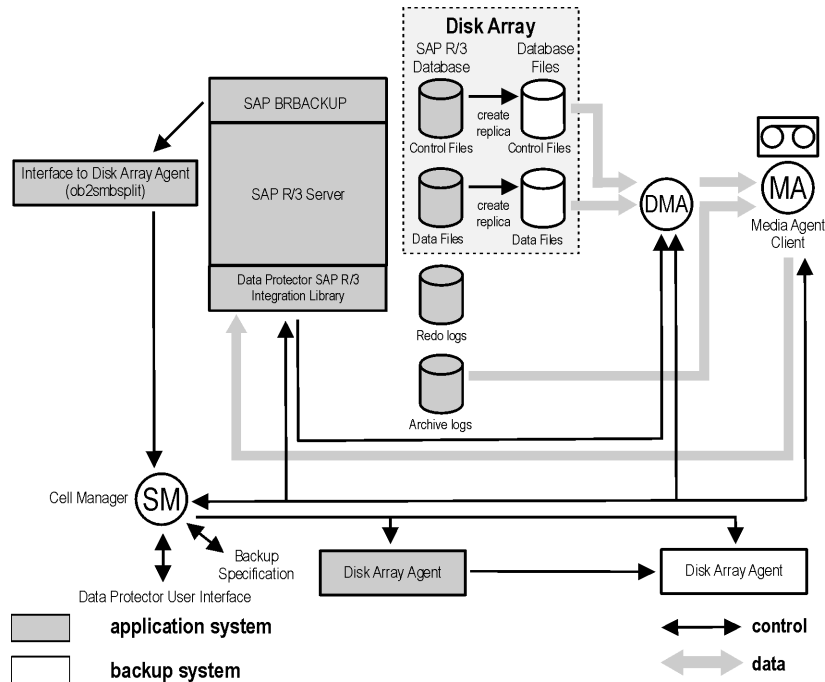 Disk Array
SAP R/3
Database
Database
Files
create
replica
Control Files
Control Files
create
replica
Data Files
Data Files
SAP BRBACKUP
SAP R/3 Server
Data Protector SAP R/3
Integration Library
Interface to Disk Array Agent
(ob2smbsplit)
DMA
MA
Media Agent
Client
Redo logs
Archive logs
Cell Manager
SM
Backup
Specification
Data Protector User Interface
Disk Array Agent
Disk Array Agent
application system
backup system
control
data